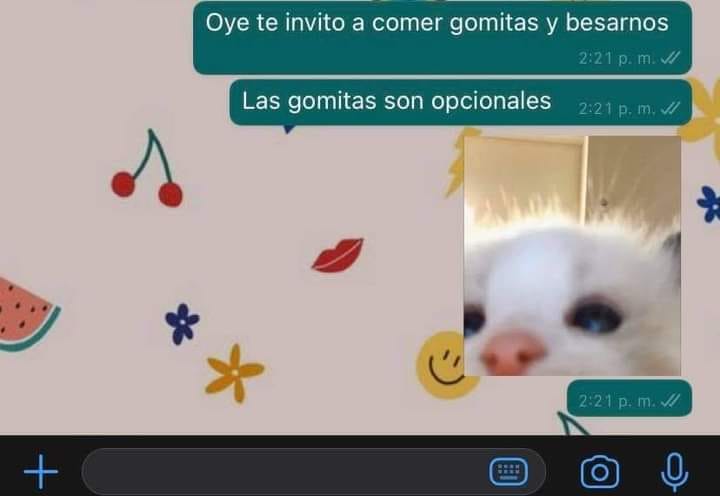 Oye te invito a comer gomitas y besarnos
2:21 p. m.
Las gomitas son opcionales
2:21 p. m.
2:21 p. m.